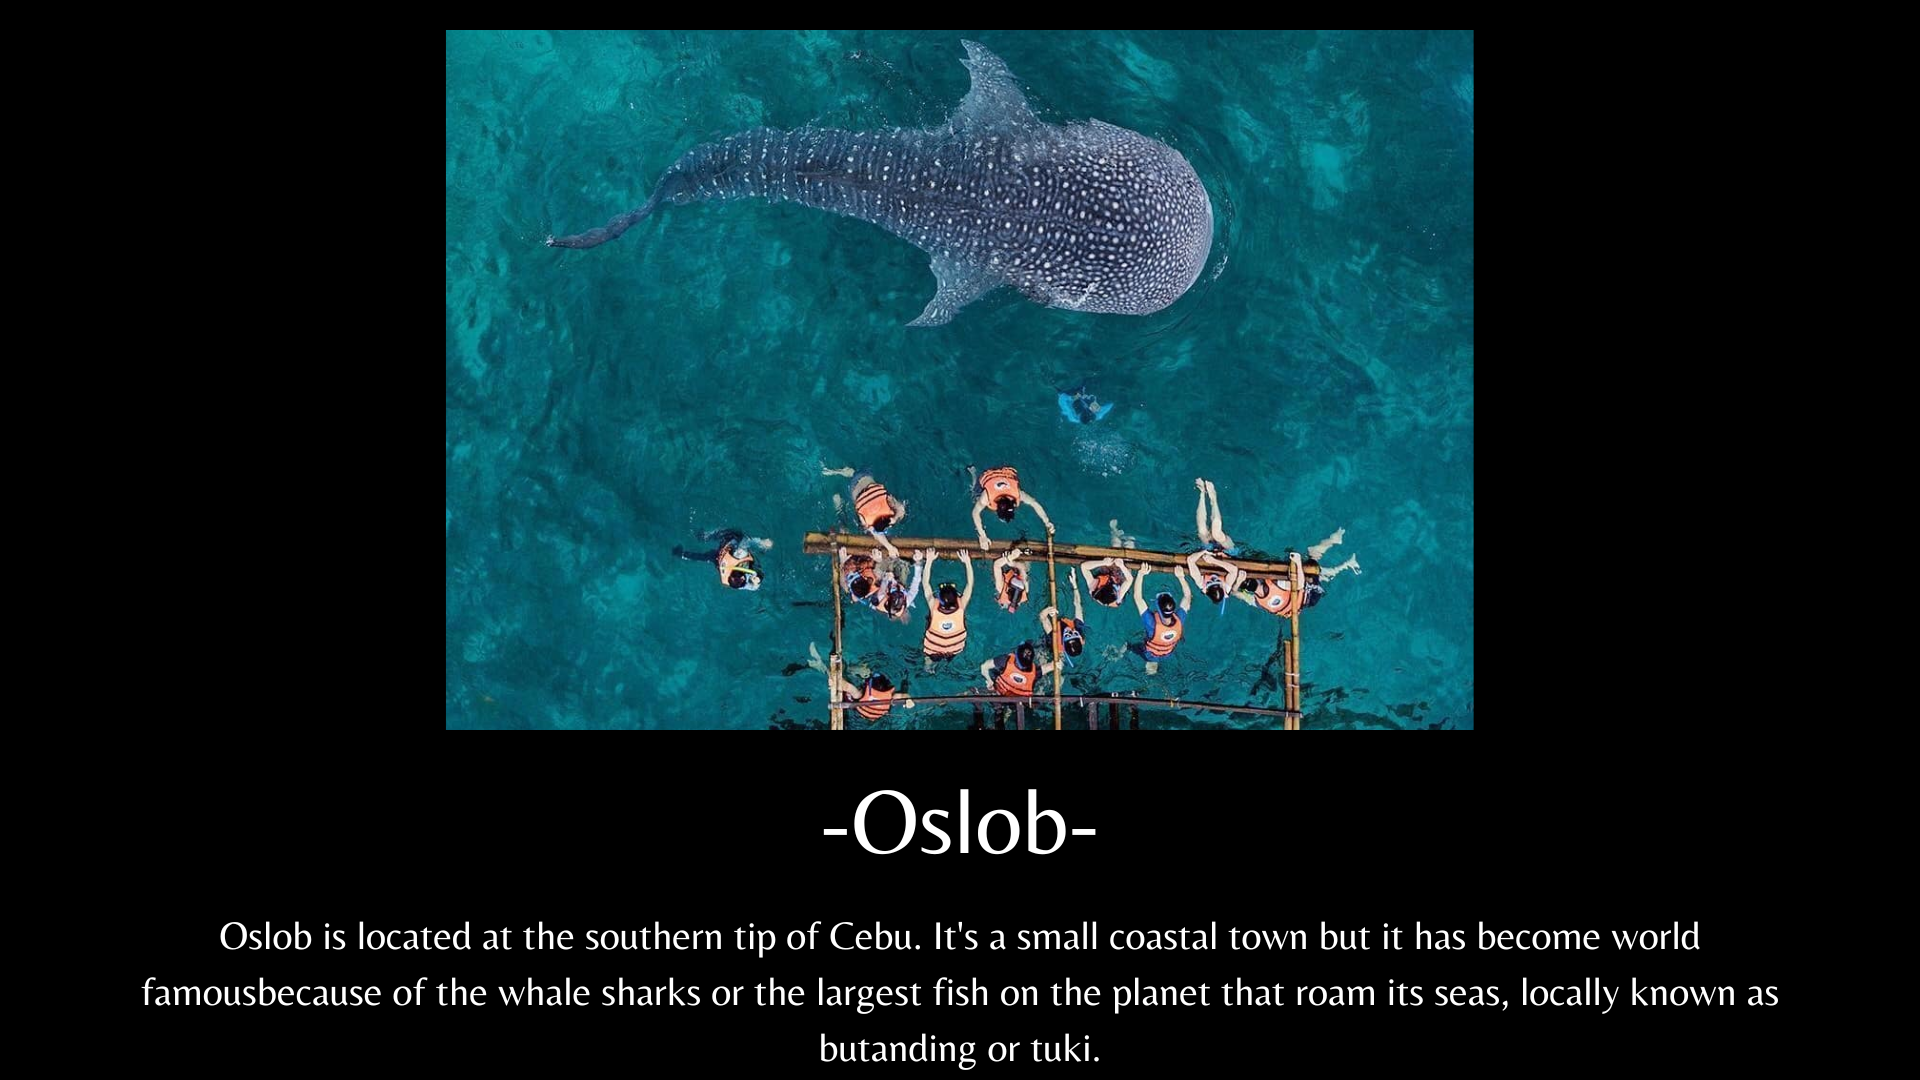 -Oslob-
Oslob is located at the southern tip of Cebu. It's a small coastal town but it has become world
famousbecause of the whale sharks or the largest fish on the planet that roam its seas, locally known as
butanding or tuki.